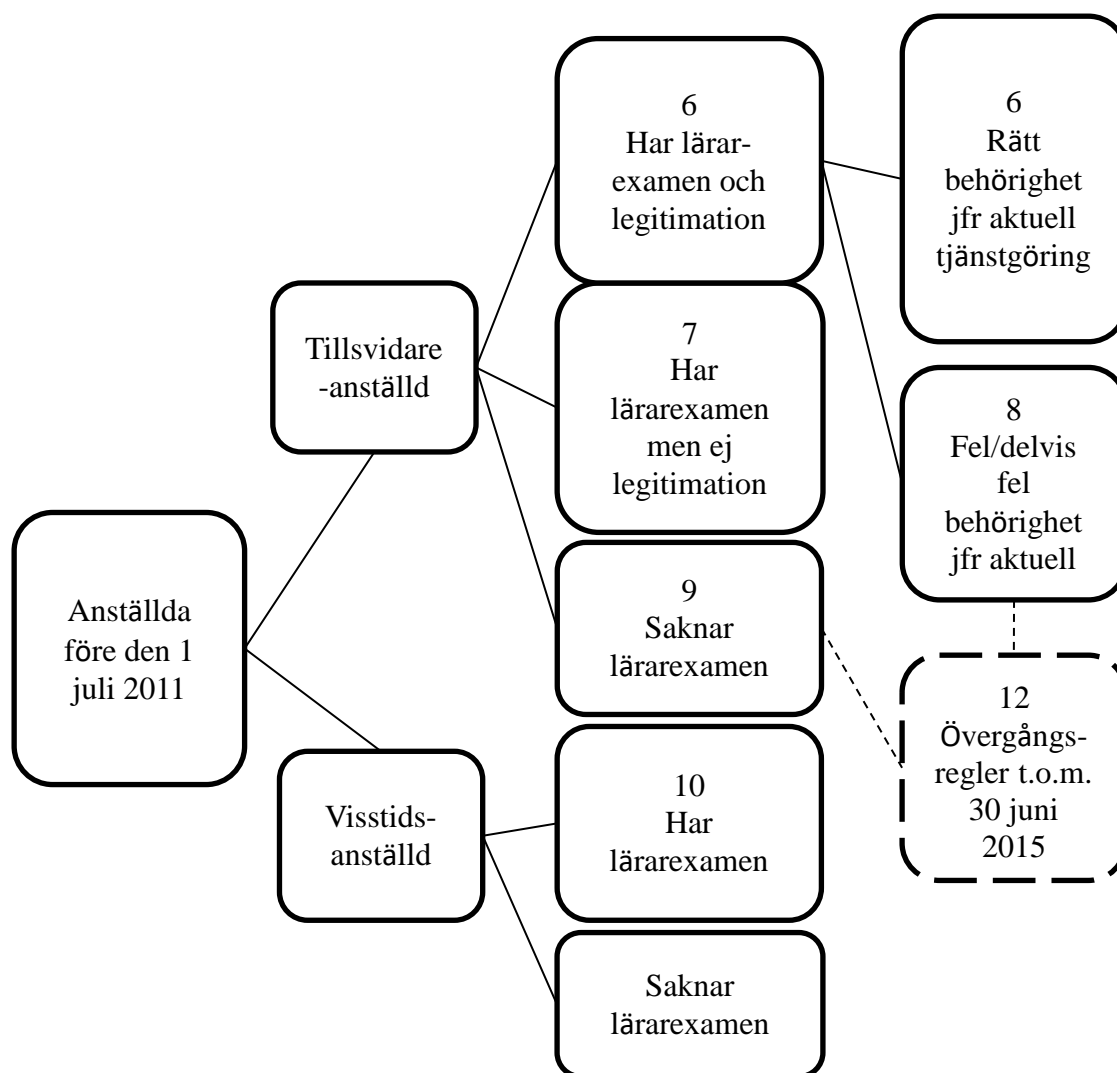 Anställda
före den 1
juli 2011
Tillsvidare
-anställd
Visstids-
anställd
6
Har lärar-
examen och
legitimation
7
Har
lärarexamen
men ej
legitimation
9
Saknar
lärarexamen
10
Har
lärarexamen
Saknar
lärarexamen
6
Rätt
behörighet
jfr aktuell
tjänstgöring
8
Fel/delvis
fel
behörighet
jfr aktuell
12
Övergångs-
regler t.o.m.
30 juni
2015